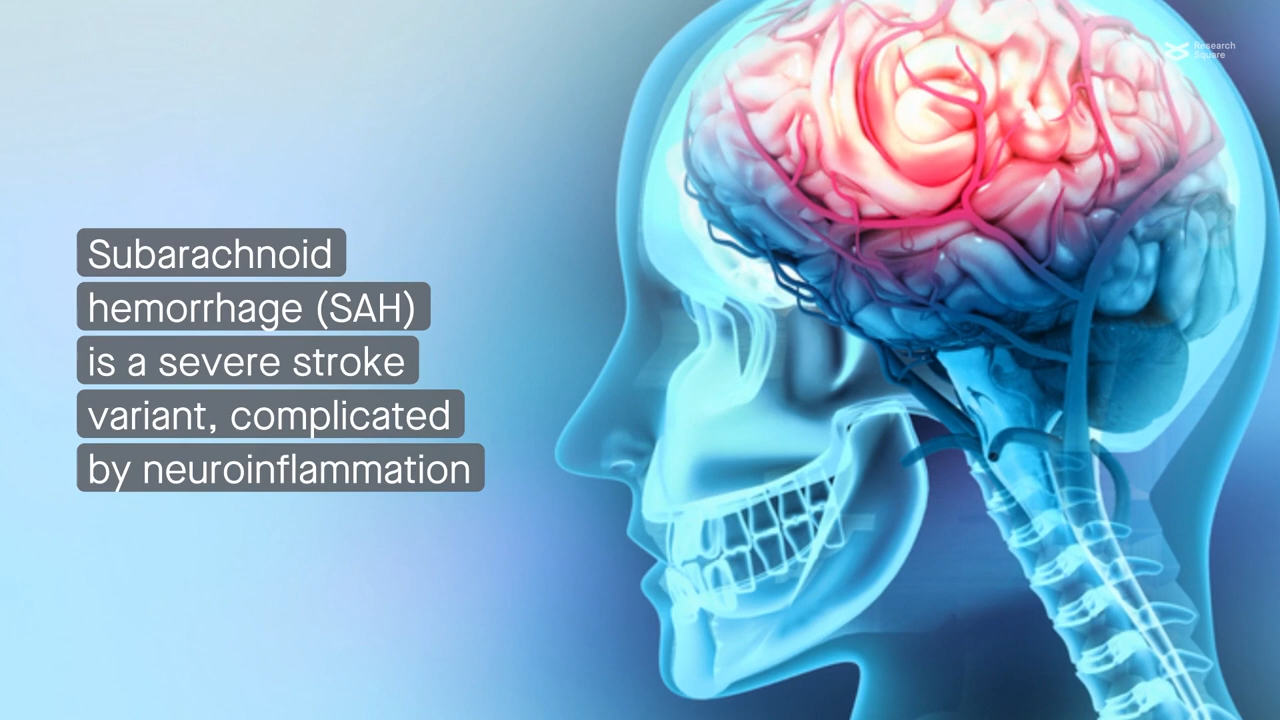 Research
Square
Subarachnoid
hemorrhage (SAH)
is a severe stroke
variant, complicated
by neuroinflammation